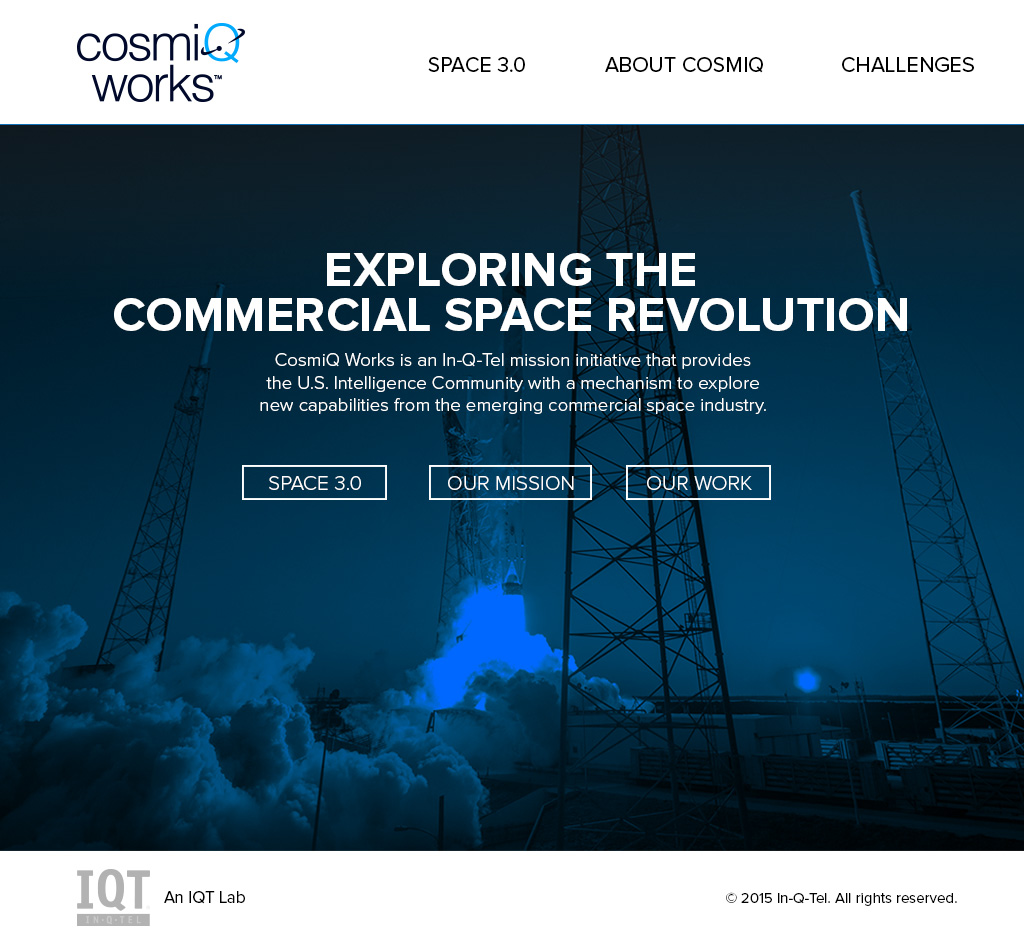 cosmiQ
works™
SPACE 3.0
ABOUT COSMIQ
CHALLENGES
EXPLORING THE
COMMERCIAL SPACE REVOLUTION
CosmiQ Works is an In-Q-Tel mission initiative that provides
the U.S. Intelligence Community with a mechanism to explore
new capabilities from the emerging commercial space industry.
SPACE 3.0
OUR MISSION
OUR WORK
IQT
IN-Q-TEL
An IQT Lab
© 2015 In-Q-Tel. All rights reserved.